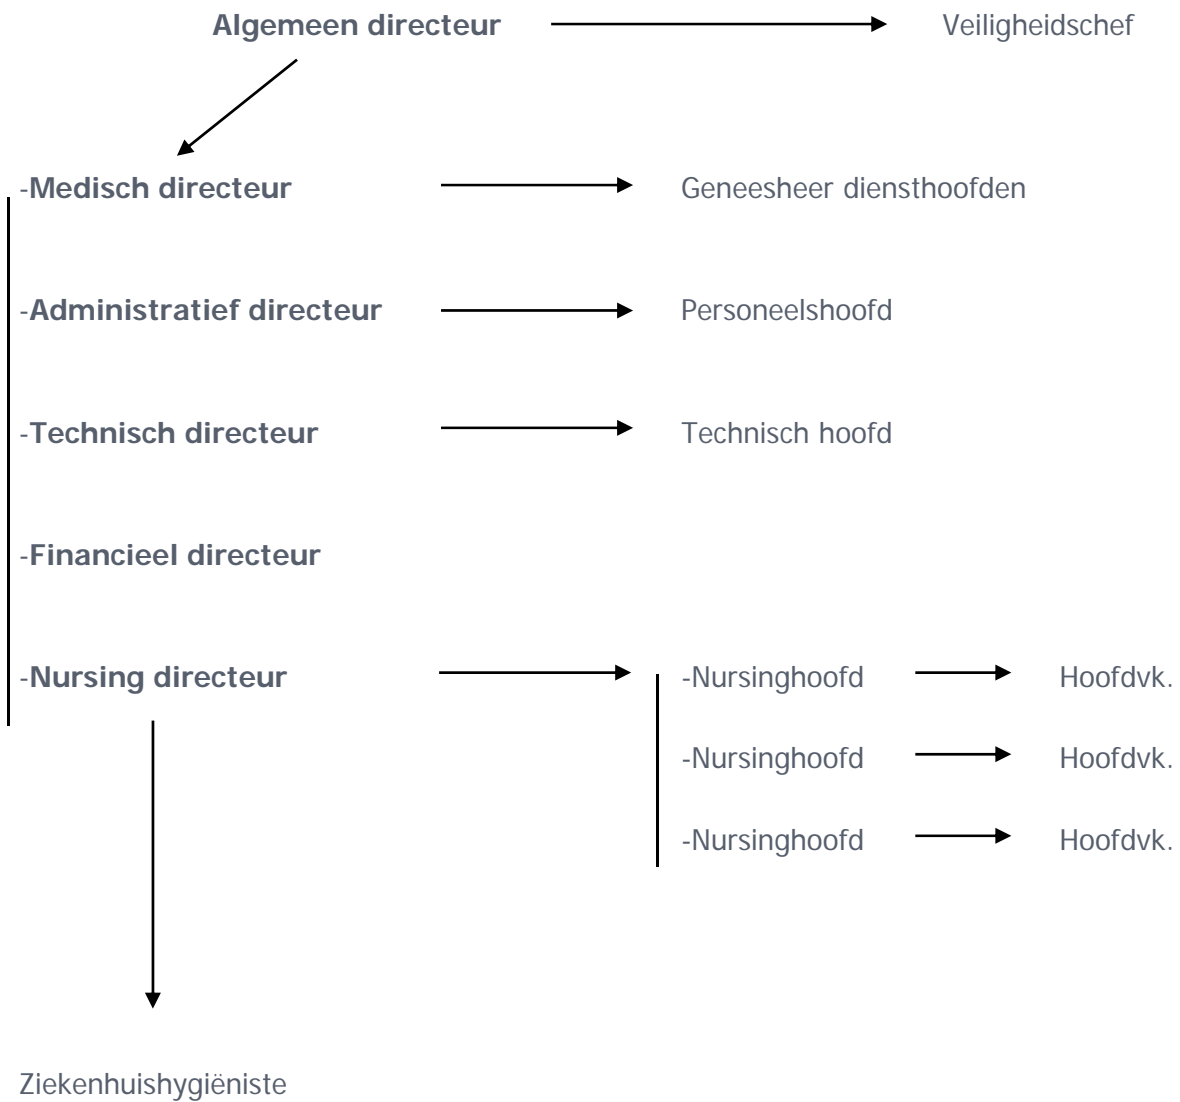 Algemeen directeur Veiligheidschef
-Medisch directeur Geneesheer diensthoofden
-Administratief directeur Personeelshoofd
-Technisch directeur Technisch hoofd
-Financieel directeur
-Nursing directeur -Nursinghoofd Hoofdvk.
-Nursinghoofd Hoofdvk.
-Nursinghoofd Hoofdvk.
Ziekenhuishygiëniste